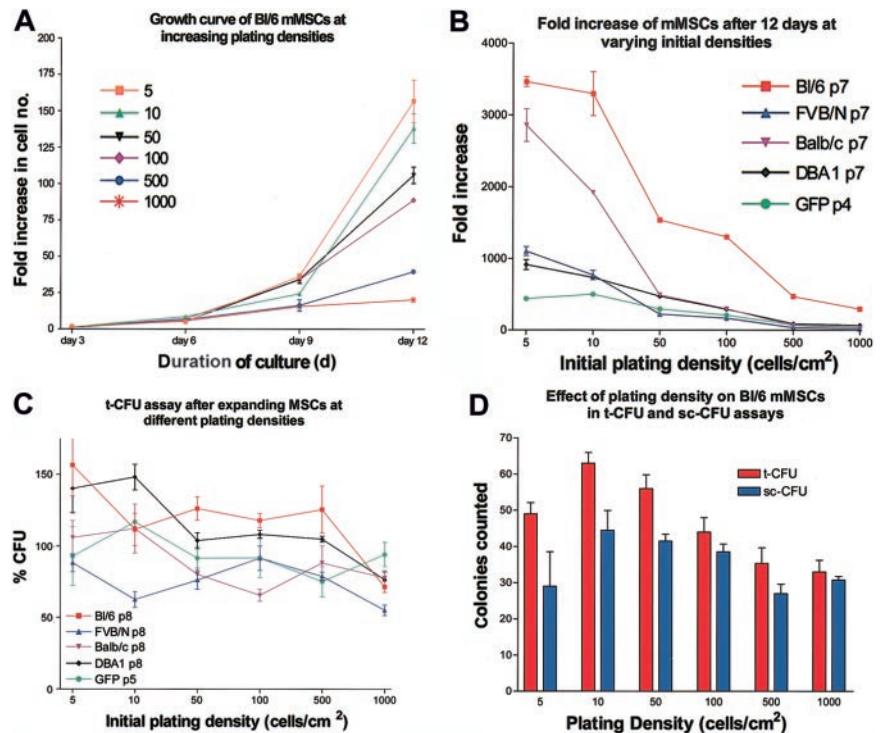 A
Growth curve of Bl/6 mMSCs at
increasing plating densities
Fold increase in cell no.
200
175
150
125
100
75
50
25
0
5
10
50
100
500
1000
day 3
day 6
day 9
day 12
Duration of culture (d)
B
Fold increase of mMSCs after 12 days at
varying initial densities
Fold increase
4000
3000
2000
1000
0
Bl/6 p7
FVB/N p7
Balb/c p7
DBA1 p7
GFP p4
5
10
50
100
500
1000
Initial plating density (cells/cm²)
C
t-CFU assay after expanding MSCs at
different plating densities
% CFU
150
100
50
0
Bl/6 p8
FVB/N p8
Balb/c p8
DBA1 p8
GFP p5
5
10
50
100
500
1000
Initial plating density (cells/cm ²)
D
Effect of plating density on Bl/6 mMSCs
in t-CFU and sc-CFU assays
Colonies counted
70
60
50
40
30
20
10
0
t-CFU
sc-CFU
5
10
50
100
500
1000
Plating Density (cells/cm²)